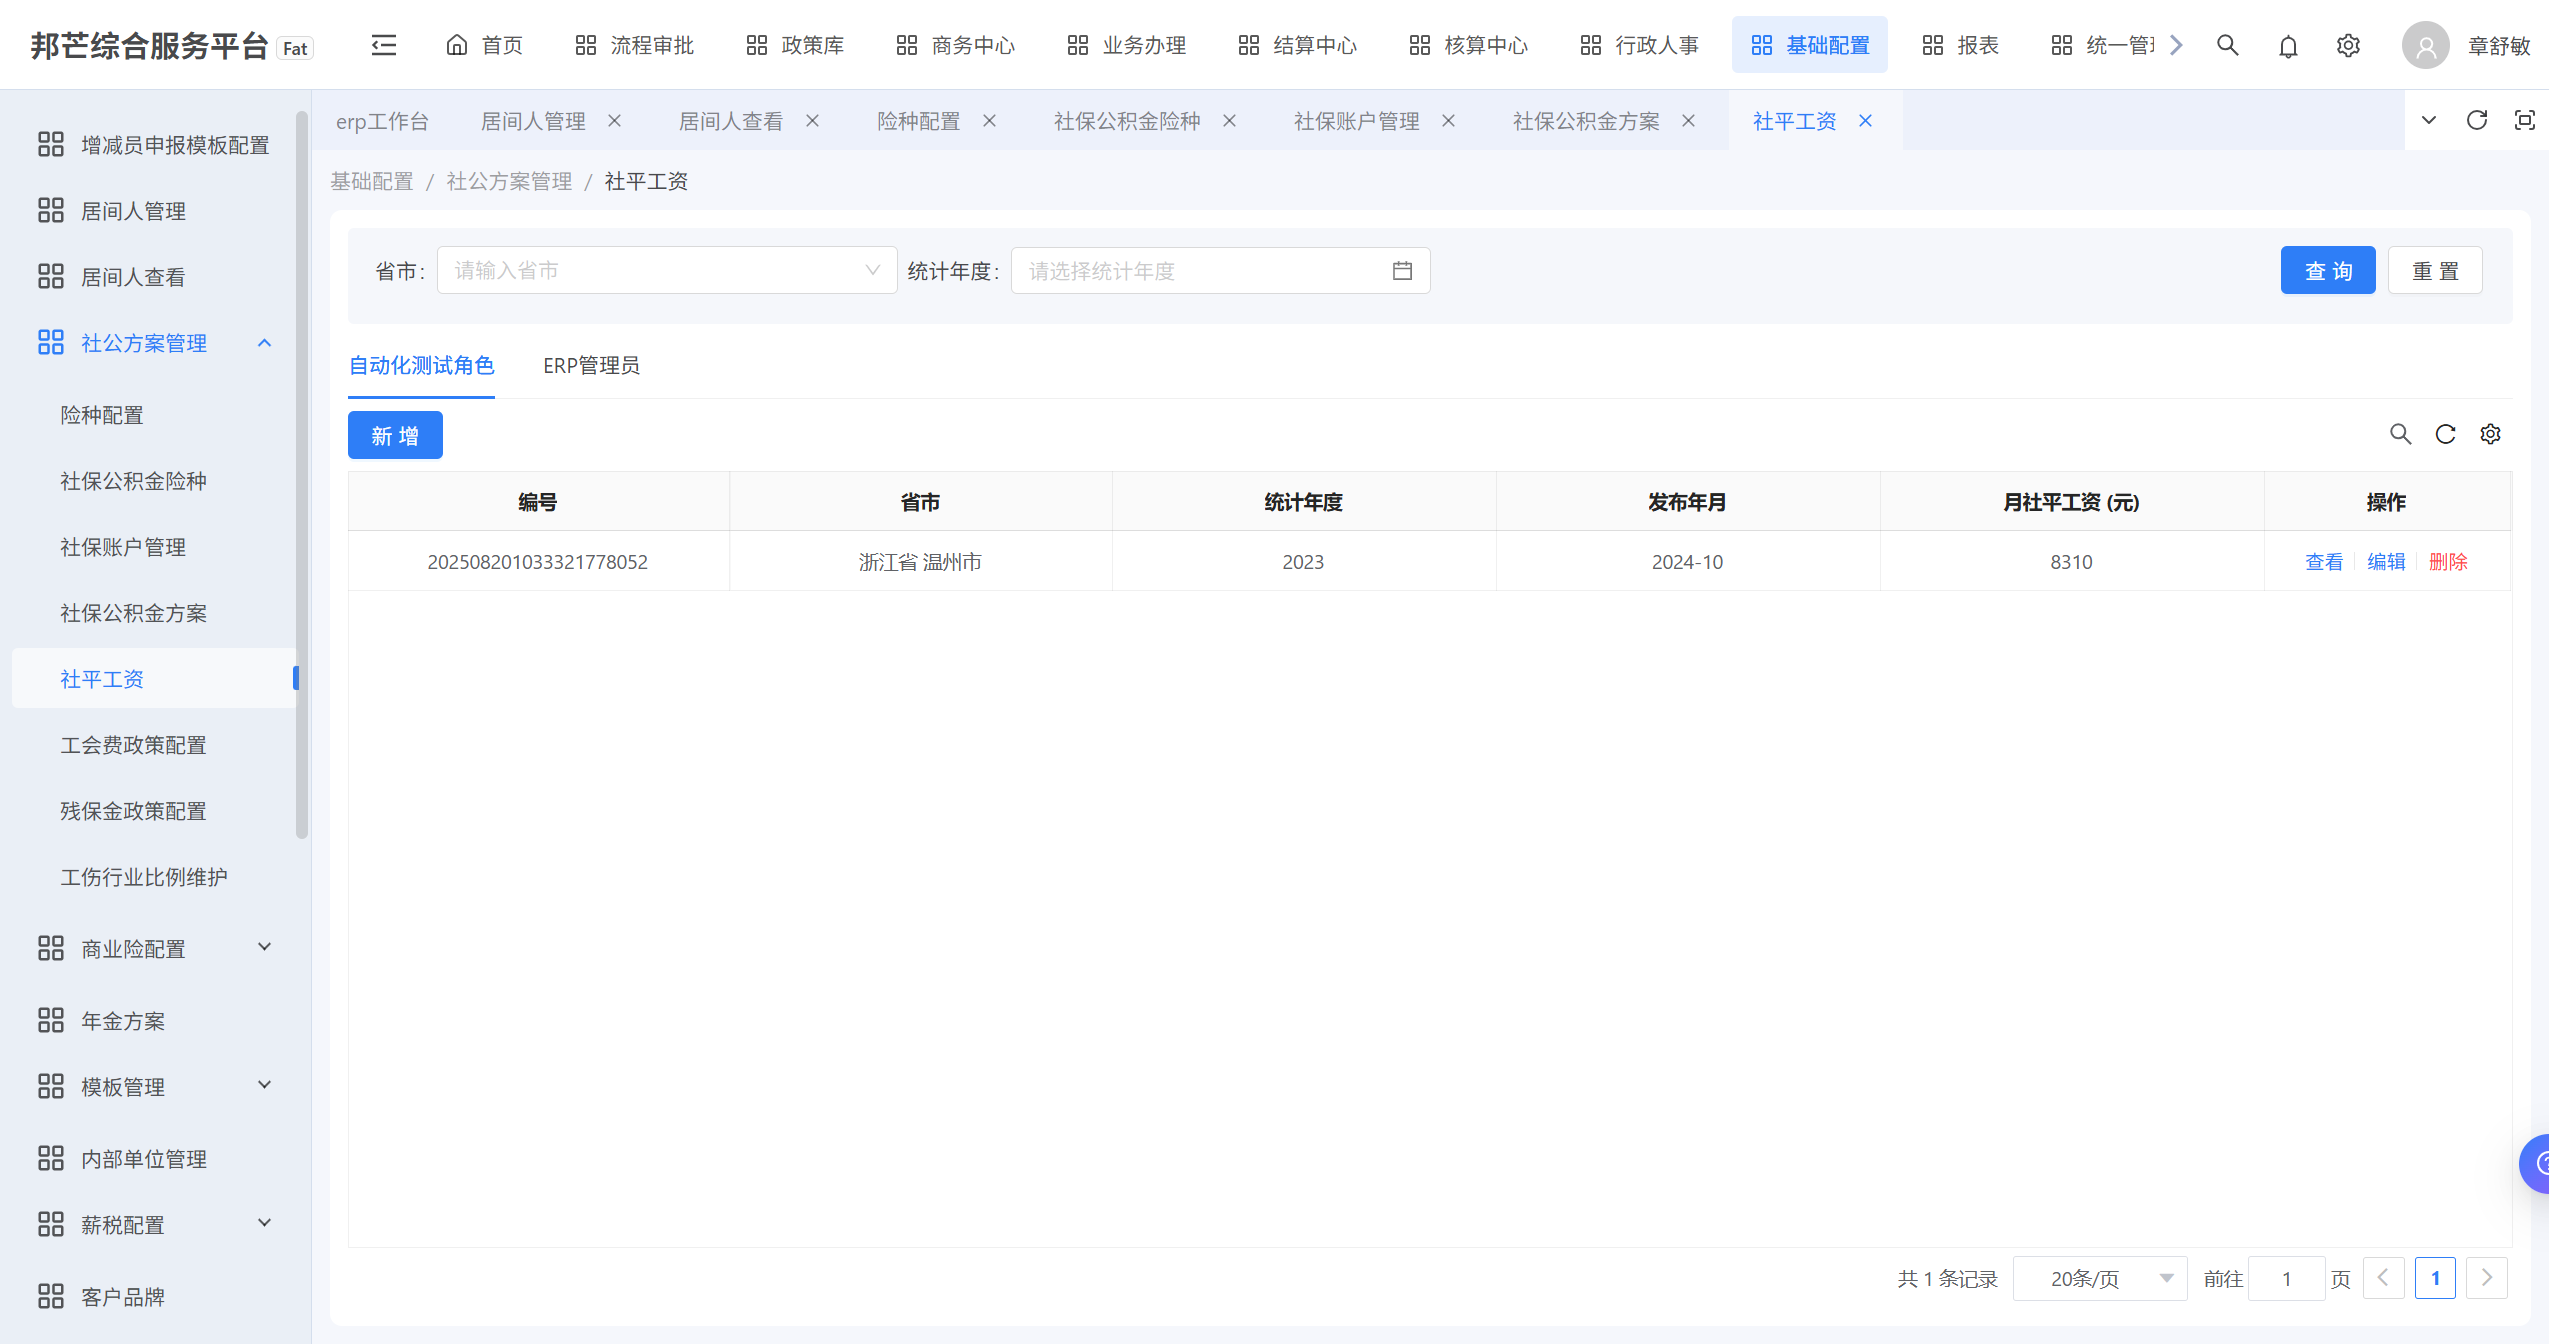 邦芒综合服务平台 Fat
首页 流程审批 政策库 商务中心 业务办理 结算中心 核算中心 行政人事 基础配置 报表 统一管 章舒敏
erp工作台 居间人管理 居间人查看 险种配置 社保公积金险种 社保账户管理 社保公积金方案 社平工资
增减员申报模板配置
居间人管理
居间人查看
社公方案管理
险种配置
社保公积金险种
社保账户管理
社保公积金方案
社平工资
工会费政策配置
残保金政策配置
工伤行业比例维护
商业险配置
年金方案
模板管理
内部单位管理
薪税配置
客户品牌
基础配置 / 社公方案管理 / 社平工资
省市: 请输入省市 统计年度: 请选择统计年度 查 询 重 置
自动化测试角色 ERP管理员
新 增
编号 省市 统计年度 发布年月 月社平工资 (元) 操作
202508201033321778052 浙江省 温州市 2023 2024-10 8310 查看 编辑 删除
共 1 条记录 20条/页 前往 1 页 1